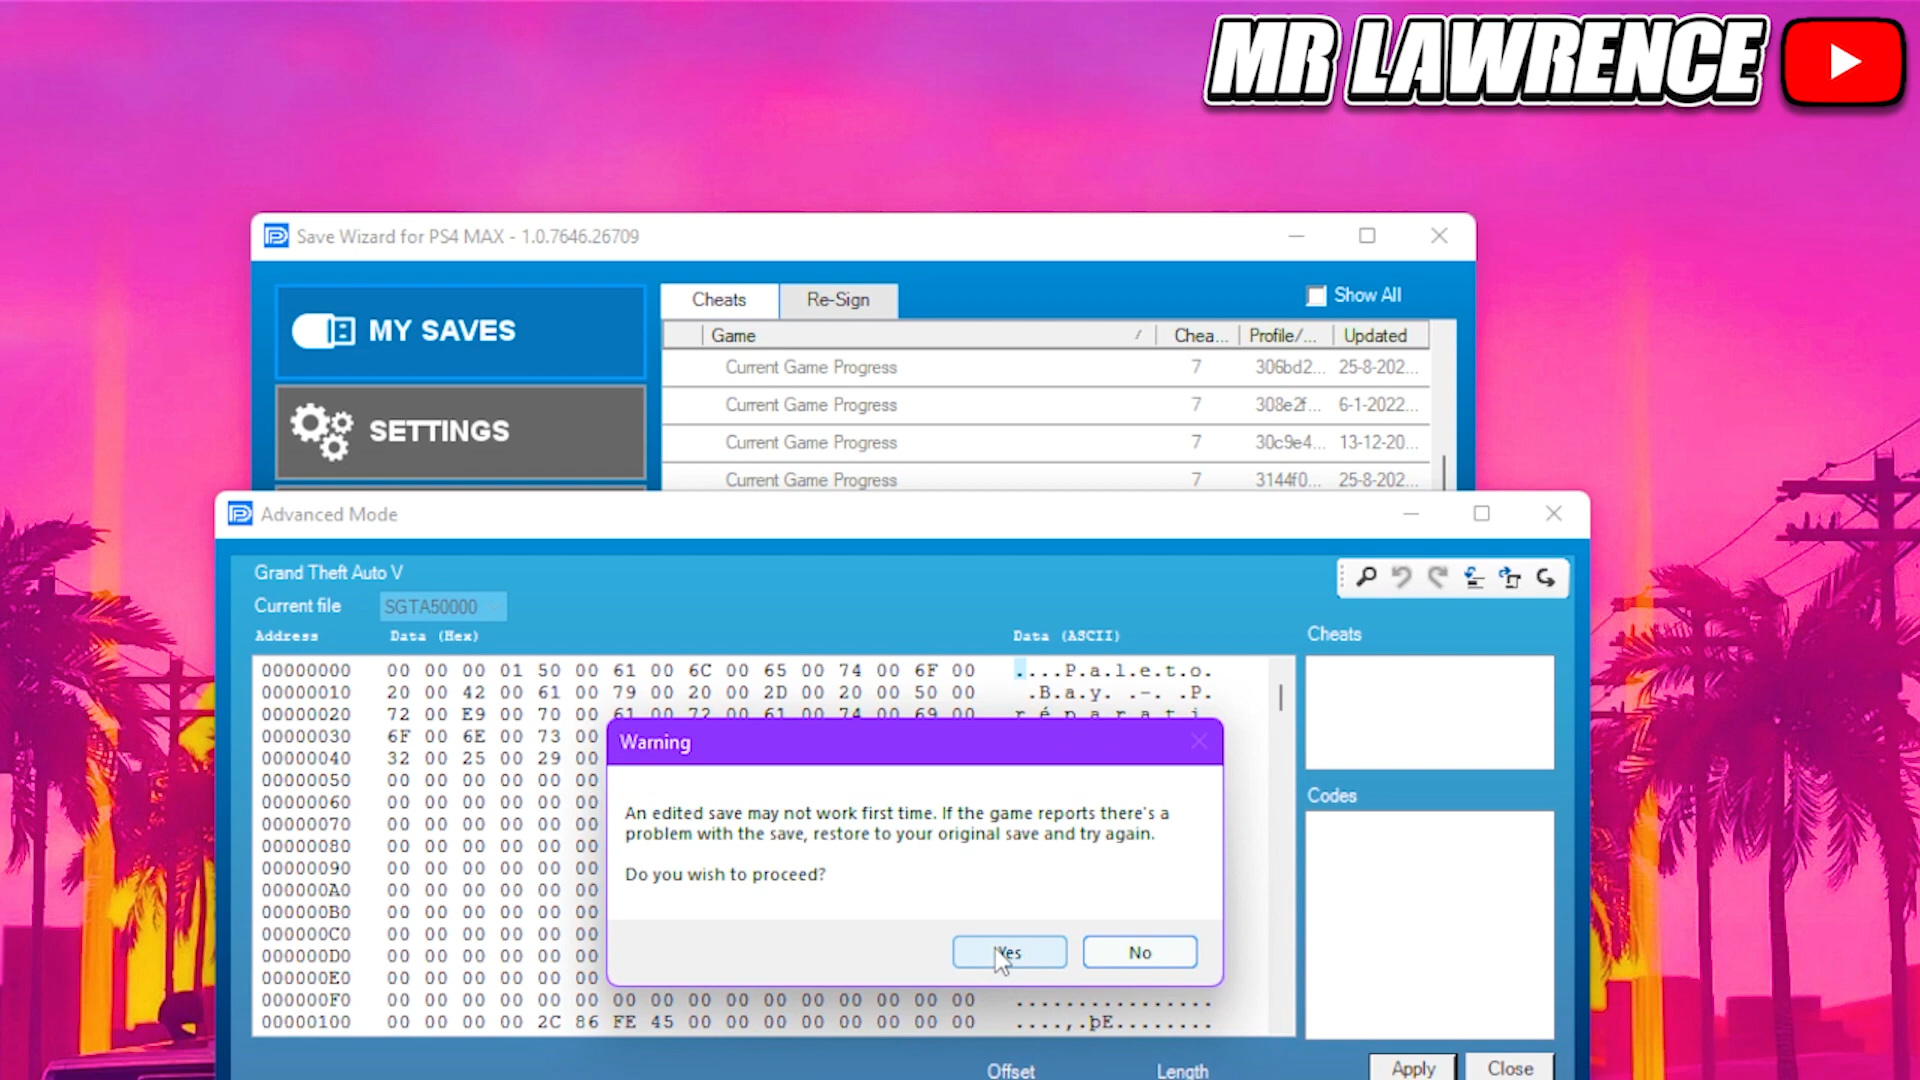 MR LAWRENCE
Save Wizard for PS4 MAX - 1.0.7646.26709
MY SAVES
SETTINGS
Cheats Re-Sign Show All
Game Chea... Profile/... Updated
Current Game Progress 7 306bd2... 25-8-202...
Current Game Progress 7 308e2f... 6-1-2022...
Current Game Progress 7 30c9e4... 13-12-20...
Current Game Progress 7 3144f0... 25-8-202...
Advanced Mode
Grand Theft Auto V
Current file SGTA50000
Address Data (Hex) Data (ASCII)
00000000 00 00 00 01 50 00 61 00 6C 00 65 00 74 00 6F 00 ....P.a.l.e.t.o.
00000010 20 00 42 00 61 00 79 00 20 00 2D 00 20 00 50 00 .B.a.y. .-. .P.
00000020 72 00 E9 00 70 00 61 00 72 00 61 00 74 00 69 00 r é p a r a t i
00000030 6F 00 6E 00 73 00
00000040 32 00 25 00 29 00
00000050 00 00 00 00 00 00
00000060 00 00 00 00 00 00
00000070 00 00 00 00 00 00
00000080 00 00 00 00 00 00
00000090 00 00 00 00 00 00
000000A0 00 00 00 00 00 00
000000B0 00 00 00 00 00 00
000000C0 00 00 00 00 00 00
000000D0 00 00 00 00 00 00
000000E0 00 00 00 00 00 00
000000F0 00 00 00 00 00 00 00 00 00 00 00 00 00 00 00 00 ................
00000100 00 00 00 00 2C 86 FE 45 00 00 00 00 00 00 00 00 ....,.þE........
Warning
An edited save may not work first time. If the game reports there's a
problem with the save, restore to your original save and try again.
Do you wish to proceed?
Yes No
Cheats
Codes
Offset Length Apply Close